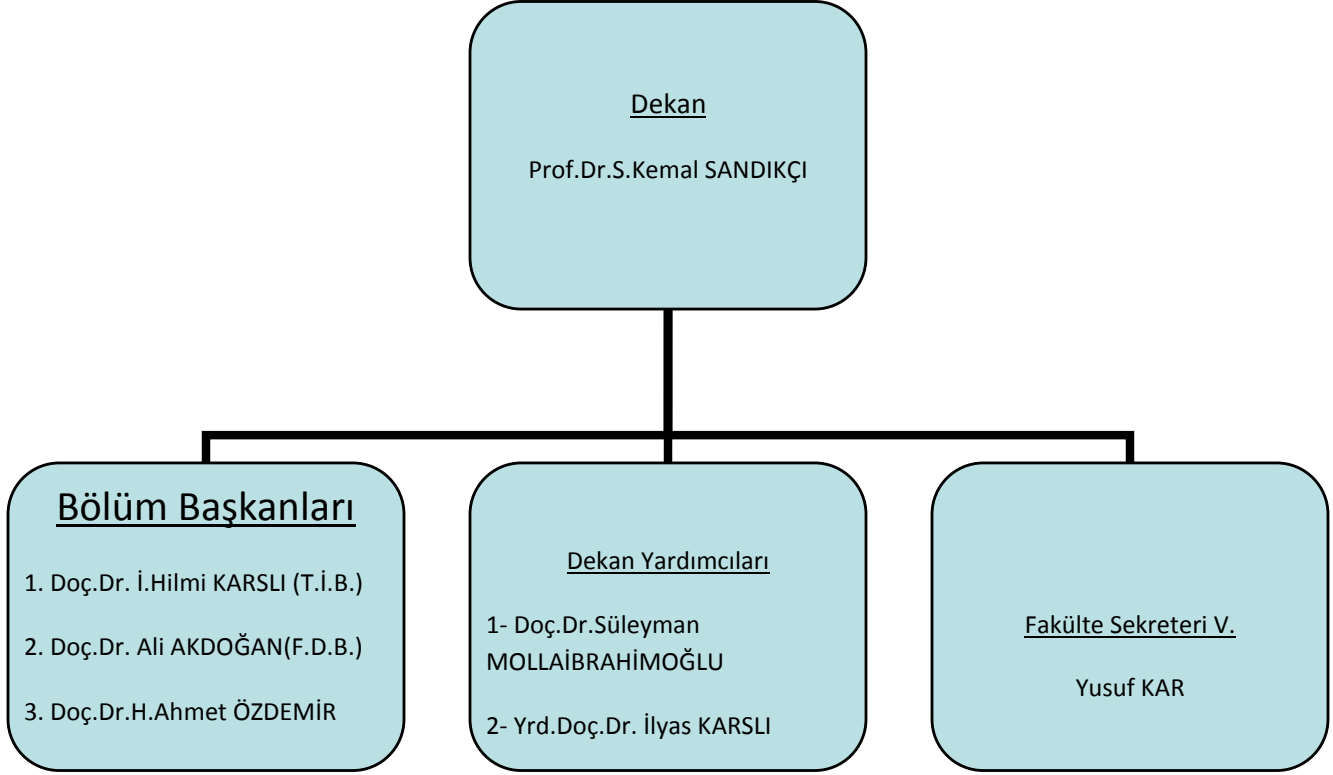 Dekan
Prof.Dr.S.Kemal SANDIKÇI
Bölüm Başkanları
1. Doç.Dr. İ.Hilmi KARSLI (T.İ.B.)
2. Doç.Dr. Ali AKDOĞAN(F.D.B.)
3. Doç.Dr.H.Ahmet ÖZDEMİR
Dekan Yardımcıları
1- Doç.Dr.Süleyman
MOLLAİBRAHİMOĞLU
2- Yrd.Doç.Dr. İlyas KARSLI
Fakülte Sekreteri V.
Yusuf KAR